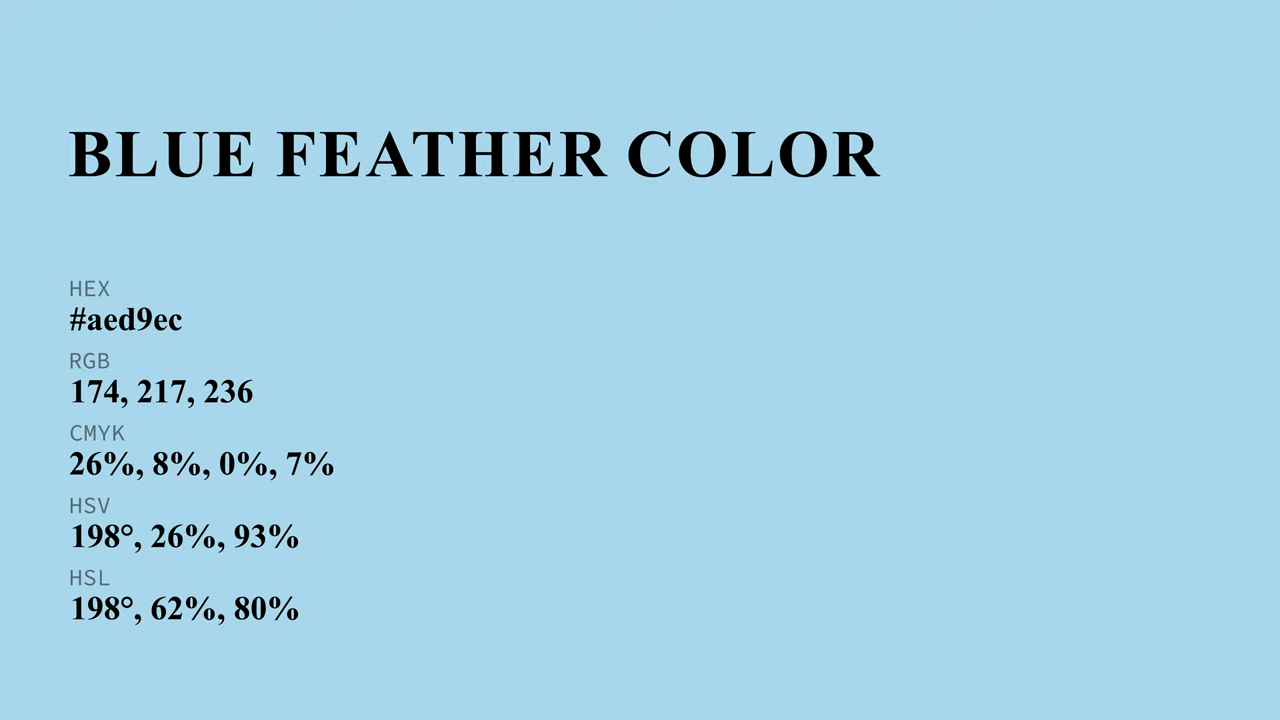 BLUE FEATHER COLOR
HEX
#aed9ec
RGB
174, 217, 236
CMYK
26%, 8%, 0%, 7%
HSV
198°, 26%, 93%
HSL
198°, 62%, 80%